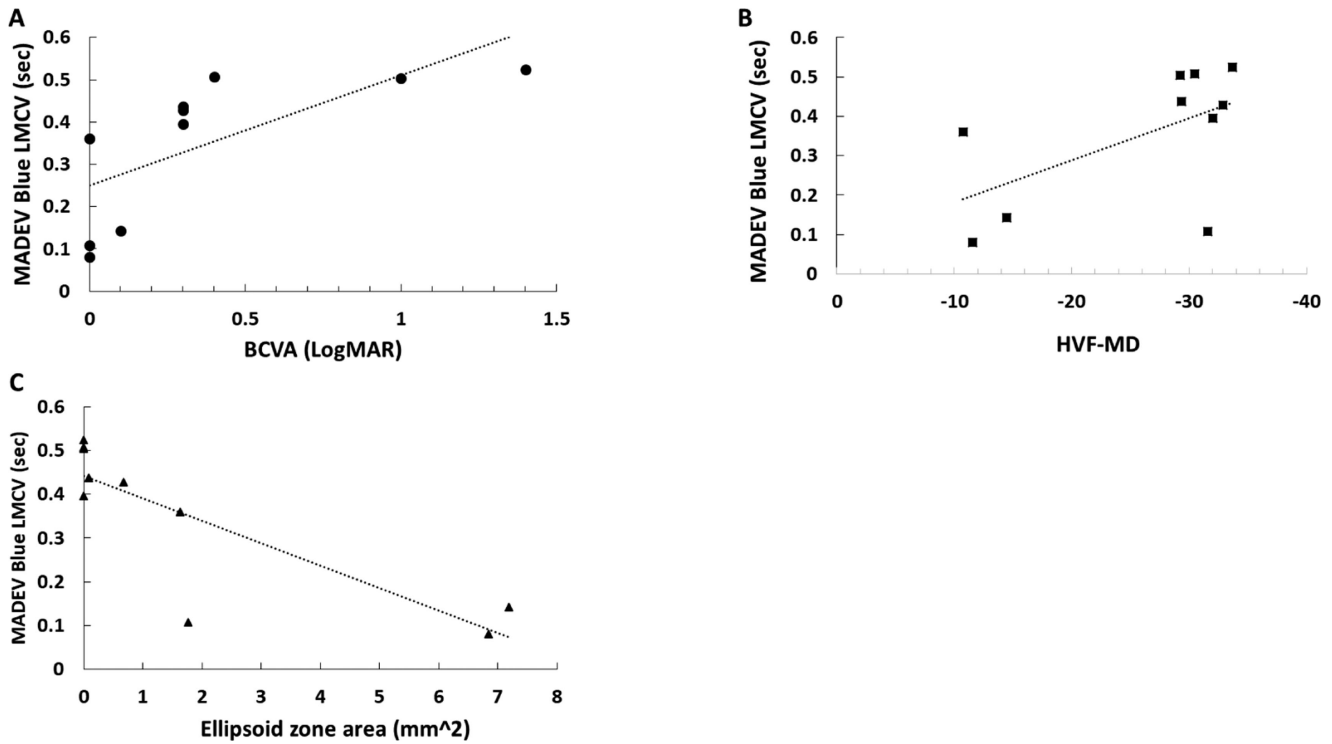 A
MADEV Blue LMCV (sec)
0.6
0.5
0.4
0.3
0.2
0.1
0
0 0.5 1 1.5
BCVA (LogMAR)
B
MADEV Blue LMCV (sec)
0.6
0.5
0.4
0.3
0.2
0.1
0
0 -10 -20 -30 -40
HVF-MD
C
MADEV Blue LMCV (sec)
0.6
0.5
0.4
0.3
0.2
0.1
0
0 1 2 3 4 5 6 7 8
Ellipsoid zone area (mm^2)